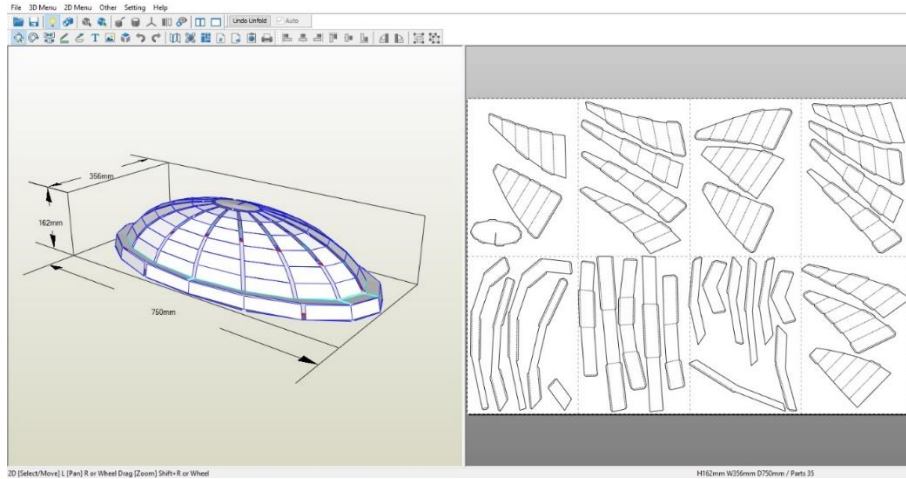 File 3D Menu 2D Menu Other Setting Help
Undo Unfold Auto
T
356mm
162mm
750mm
2D [Select/Move] L [Pan] R or Wheel Drag [Zoom] Shift+R or Wheel H162mm W356mm D750mm / Parts 35